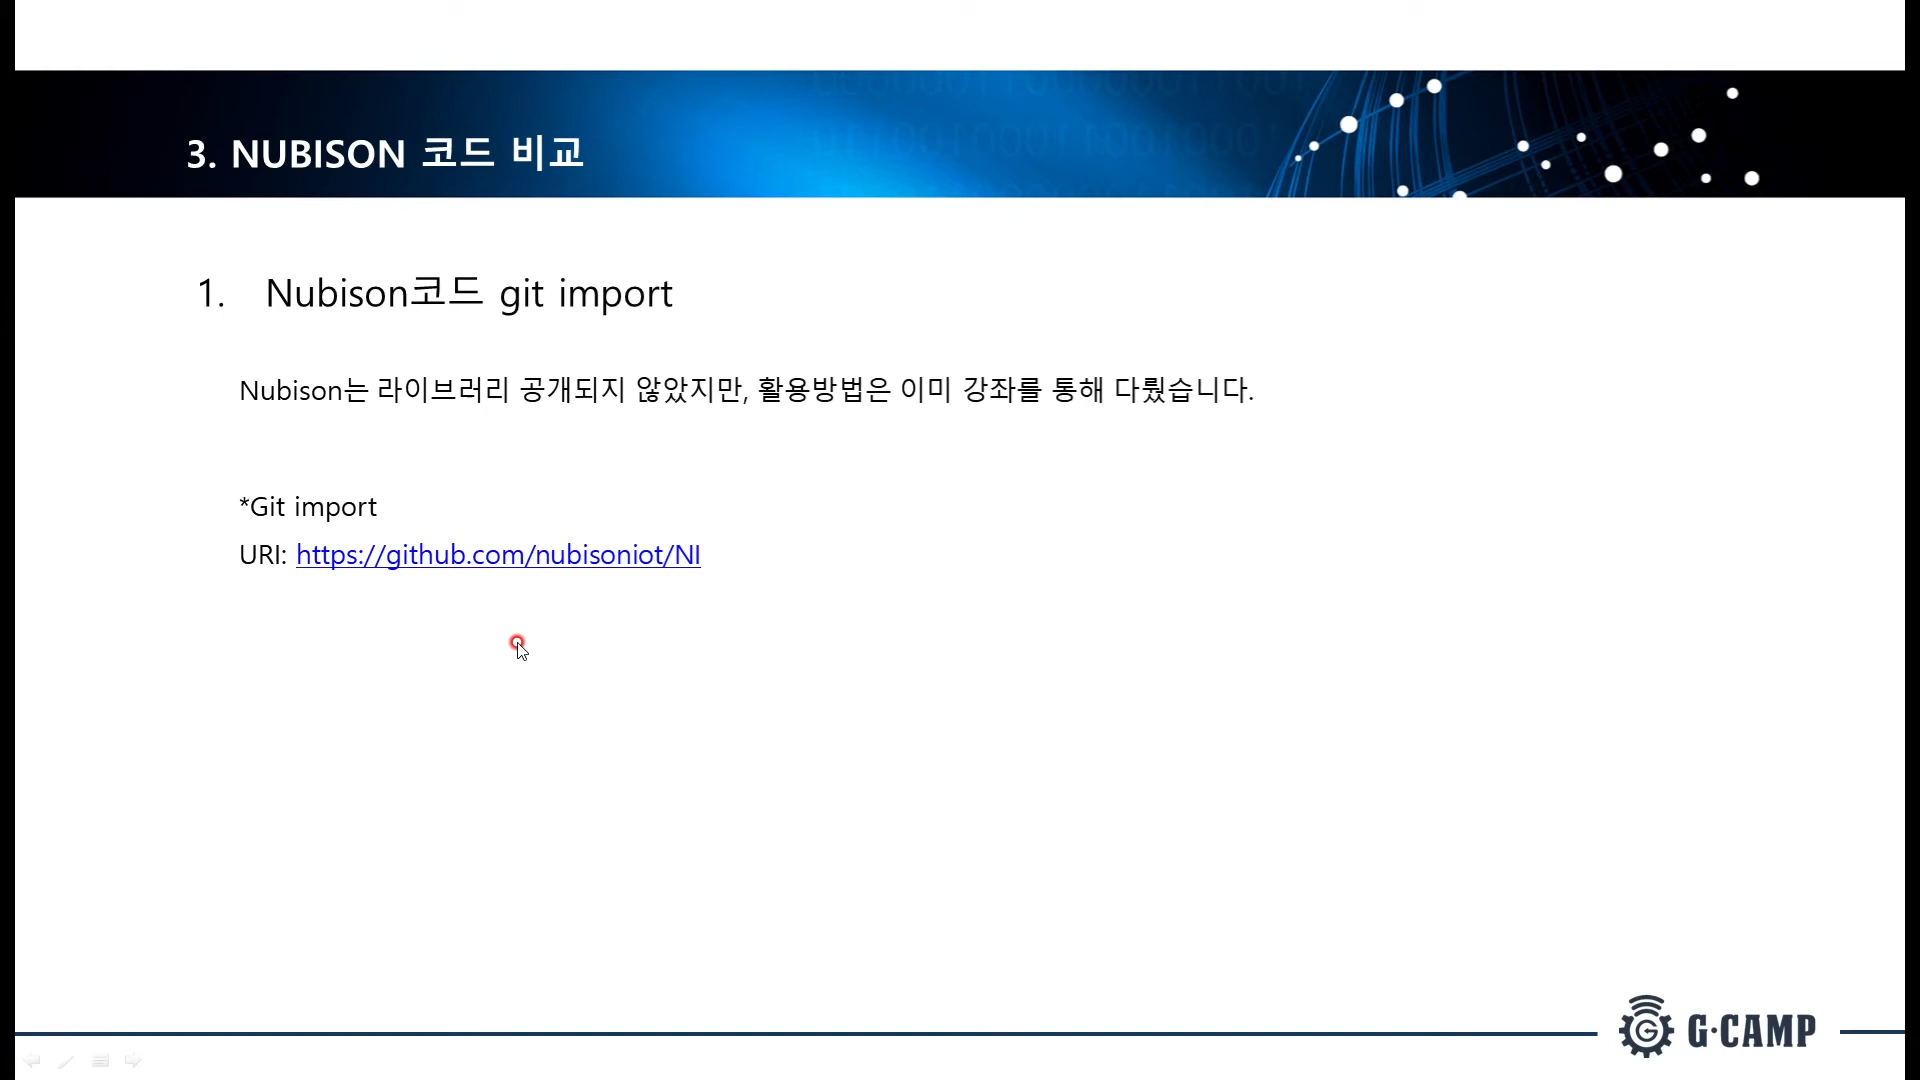 3. NUBISON 코드 비교
1. Nubison코드 git import
Nubison는 라이브러리 공개되지 않았지만, 활용방법은 이미 강좌를 통해 다뤘습니다.
*Git import
URI: https://github.com/nubisoniot/NI
G·CAMP